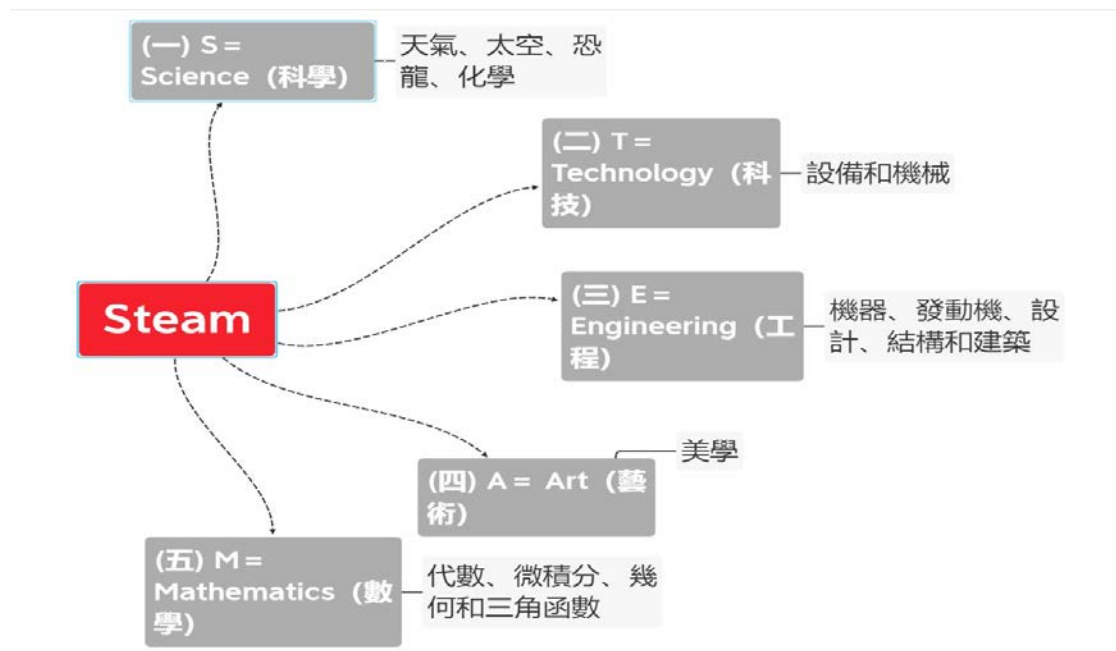 (一) S =
Science (科學)
天氣、太空、恐
龍、化學
(二) T =
Technology (科
技)
設備和機械
(三) E =
Engineering (工
程)
機器、發動機、設
計、結構和建築
Steam
美學
(四) A = Art (藝
術)
(五) M =
Mathematics (數
學)
代數、微積分、幾
何和三角函數